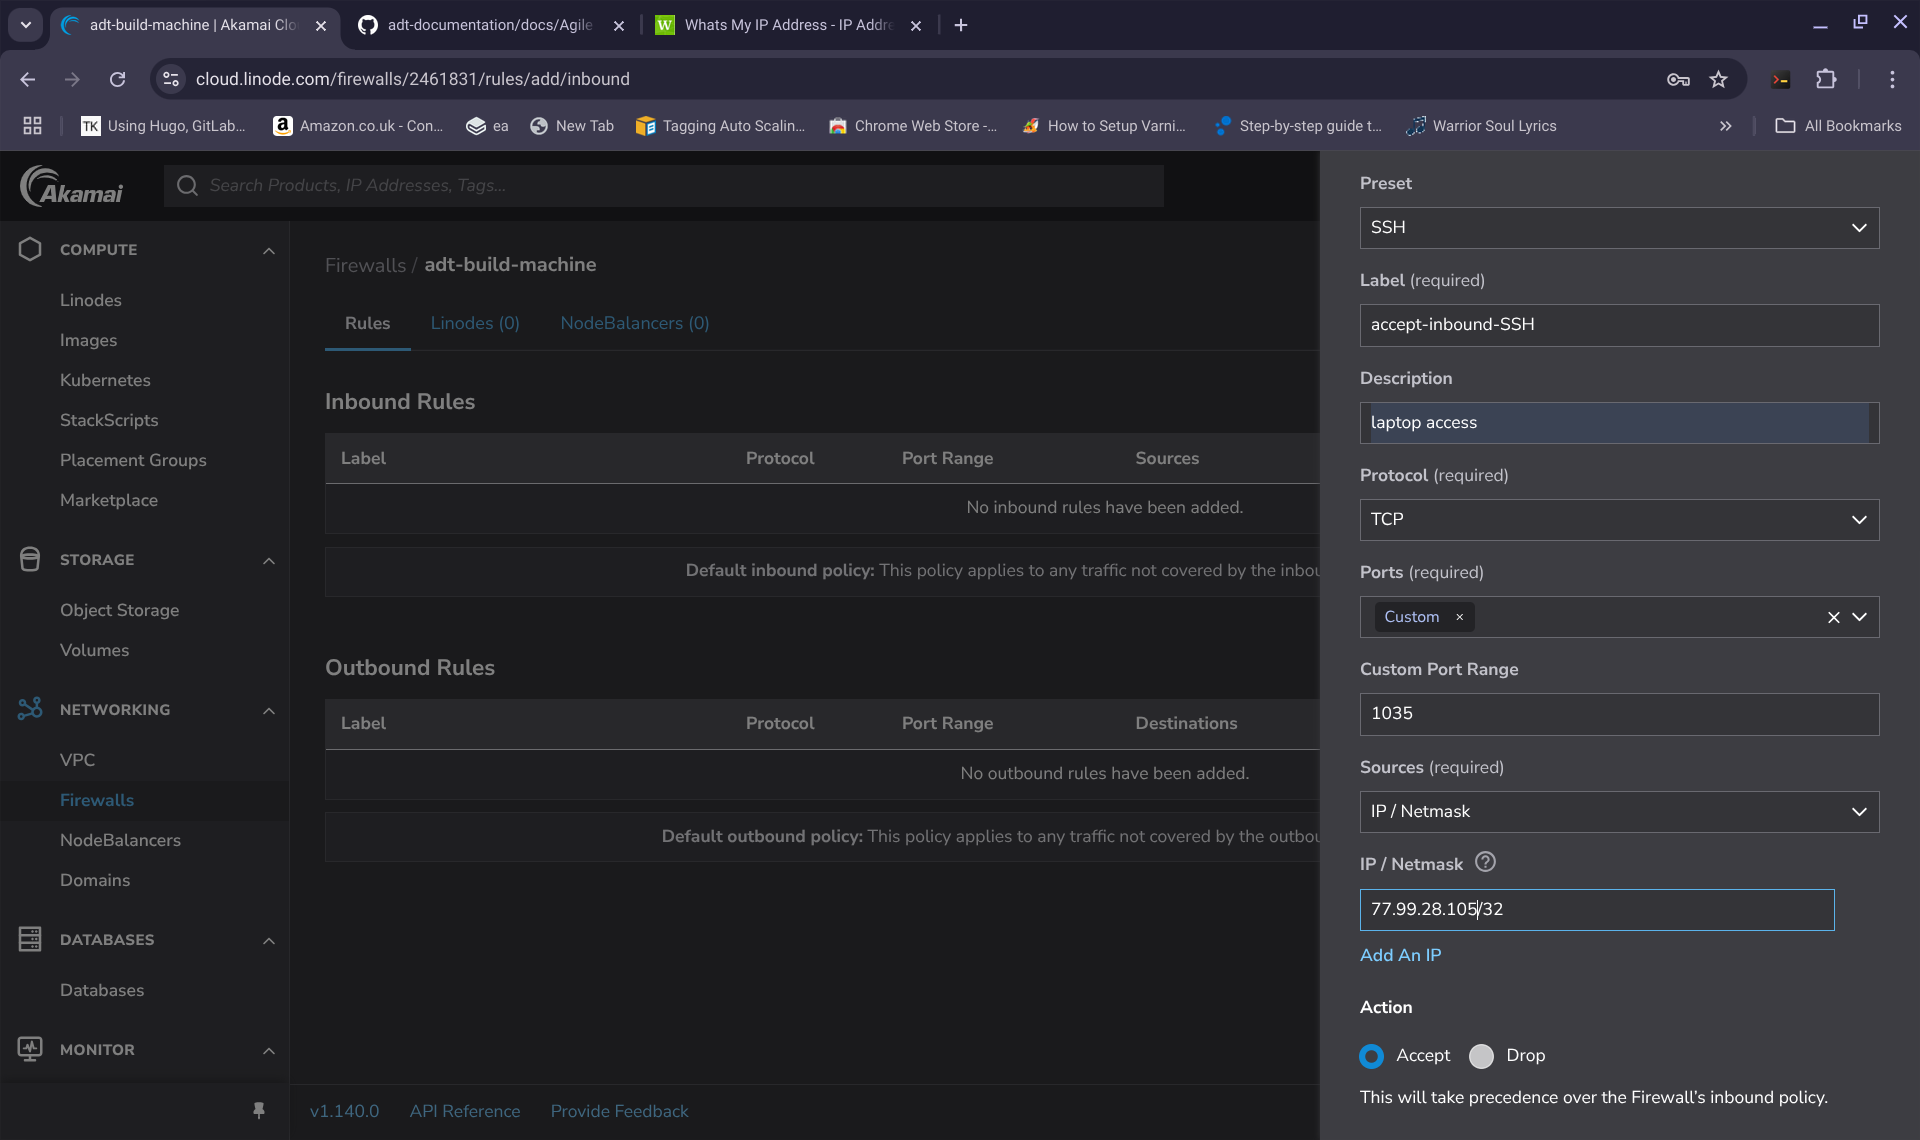 adt-build-machine | Akamai Clo
adt-documentation/docs/Agile
W
Whats My IP Address - IP Addre
cloud.linode.com/firewalls/2461831/rules/add/inbound
TK Using Hugo, GitLab...
a Amazon.co.uk - Con...
ea
New Tab
Tagging Auto Scalin...
Chrome Web Store -...
How to Setup Varni...
Step-by-step guide t...
Warrior Soul Lyrics
All Bookmarks
Akamai
Search Products, IP Addresses, Tags...
COMPUTE
Linodes
Images
Kubernetes
StackScripts
Placement Groups
Marketplace
STORAGE
Object Storage
Volumes
NETWORKING
VPC
Firewalls
NodeBalancers
Domains
DATABASES
Databases
MONITOR
Firewalls / adt-build-machine
Rules Linodes (0) NodeBalancers (0)
Inbound Rules
Label Protocol Port Range Sources
No inbound rules have been added.
Default inbound policy: This policy applies to any traffic not covered by the inbou
Outbound Rules
Label Protocol Port Range Destinations
No outbound rules have been added.
Default outbound policy: This policy applies to any traffic not covered by the outbou
v1.140.0 API Reference Provide Feedback
Preset
SSH
Label (required)
accept-inbound-SSH
Description
laptop access
Protocol (required)
TCP
Ports (required)
Custom ×
Custom Port Range
1035
Sources (required)
IP / Netmask
IP / Netmask ?
77.99.28.105/32
Add An IP
Action
Accept Drop
This will take precedence over the Firewall's inbound policy.